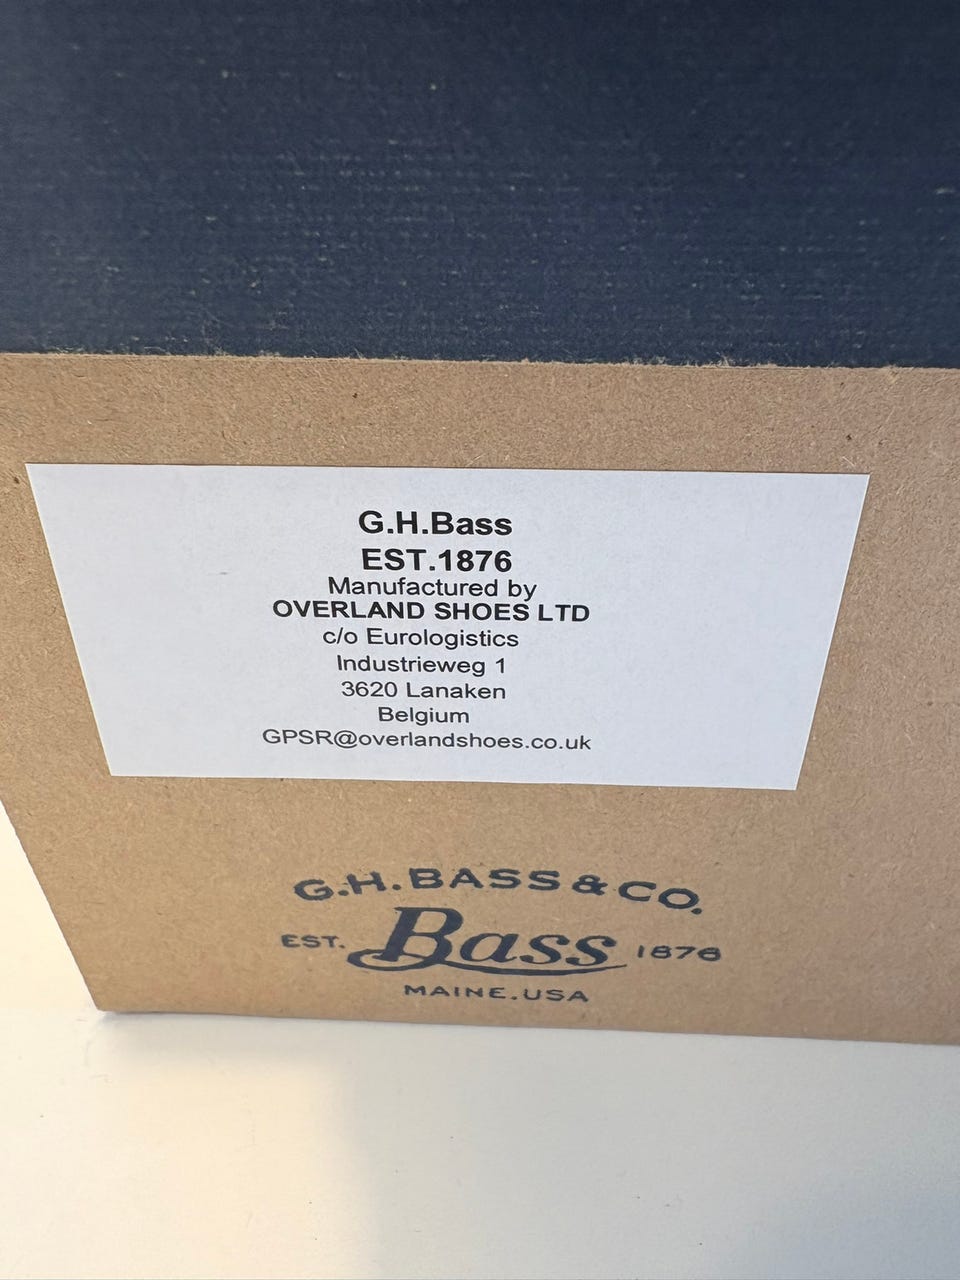 G.H.Bass
EST.1876
Manufactured by
OVERLAND SHOES LTD
c/o Eurologistics
Industrieweg 1
3620 Lanaken
Belgium
GPSR@overlandshoes.co.uk
G.H.BASS & CO.
EST. Bass 1876
MAINE.USA